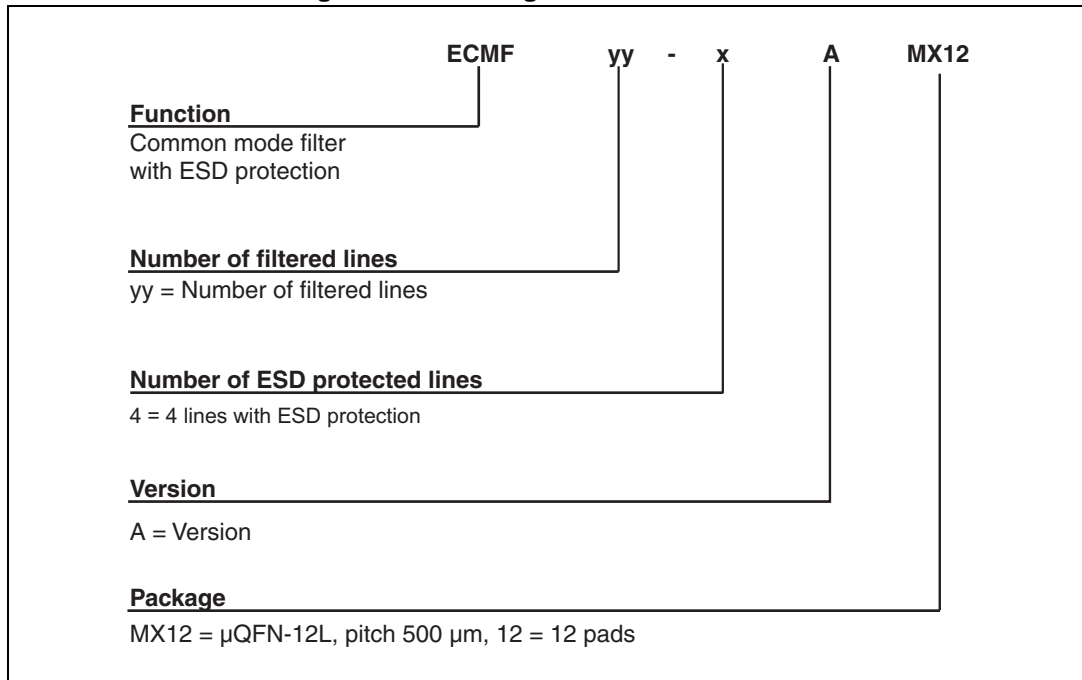 ECMF yy - x A MX12
Function
Common mode filter
with ESD protection
Number of filtered lines
yy = Number of filtered lines
Number of ESD protected lines
4 = 4 lines with ESD protection
Version
A = Version
Package
MX12 = µQFN-12L, pitch 500 µm, 12 = 12 pads